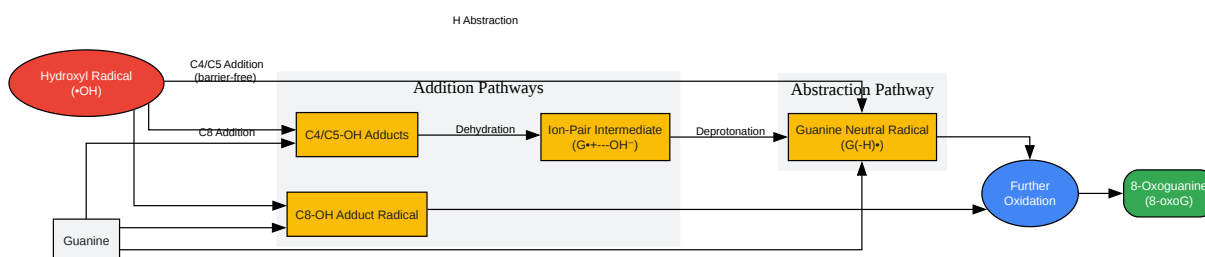 H Abstraction
Hydroxyl Radical
(•OH)
C4/C5 Addition
(barrier-free)
C8 Addition
Addition Pathways
C4/C5-OH Adducts
Dehydration
Ion-Pair Intermediate
(G•+---OH⁻)
Deprotonation
Abstraction Pathway
Guanine Neutral Radical
(G(-H)•)
C8-OH Adduct Radical
Guanine
Further
Oxidation
8-Oxoguanine
(8-oxoG)